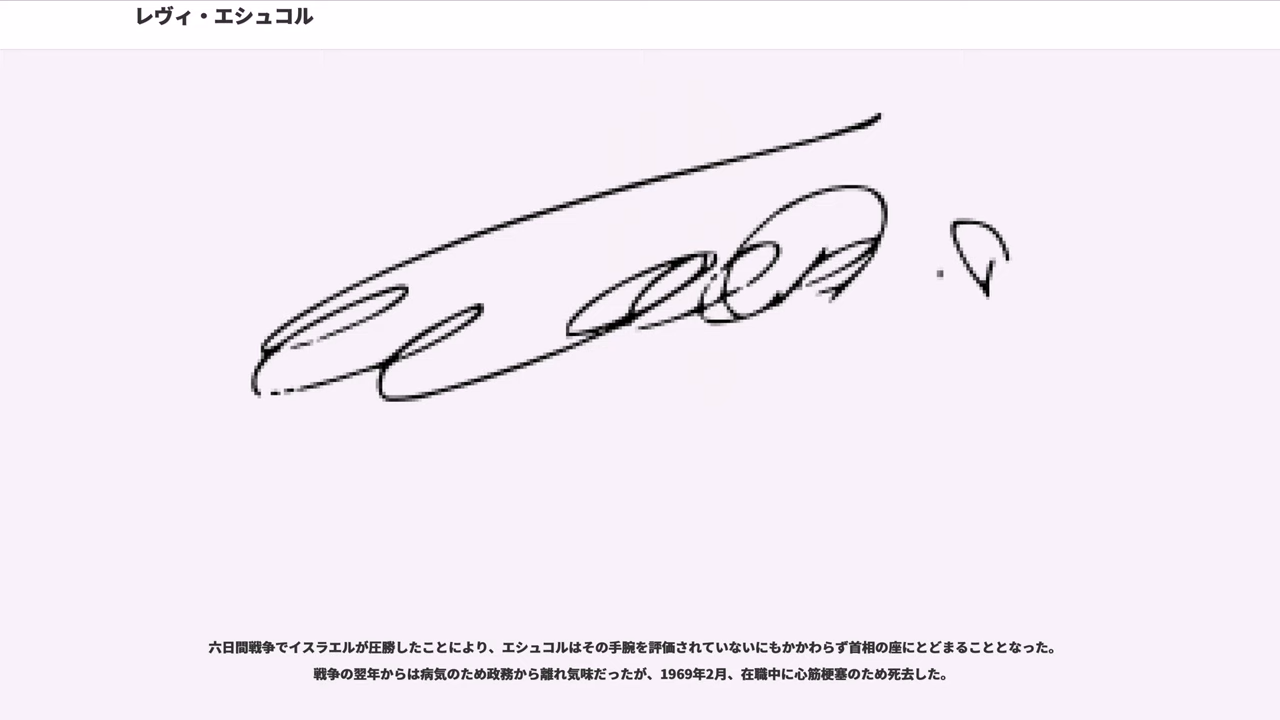 レヴィ・エシュコル
六日間戦争でイスラエルが圧勝したことにより、エシュコルはその手腕を評価されていないにもかかわらず首相の座にとどまることとなった。
戦争の翌年からは病気のため政務から離れ気味だったが、1969年2月、在職中に心筋梗塞のため死去した。